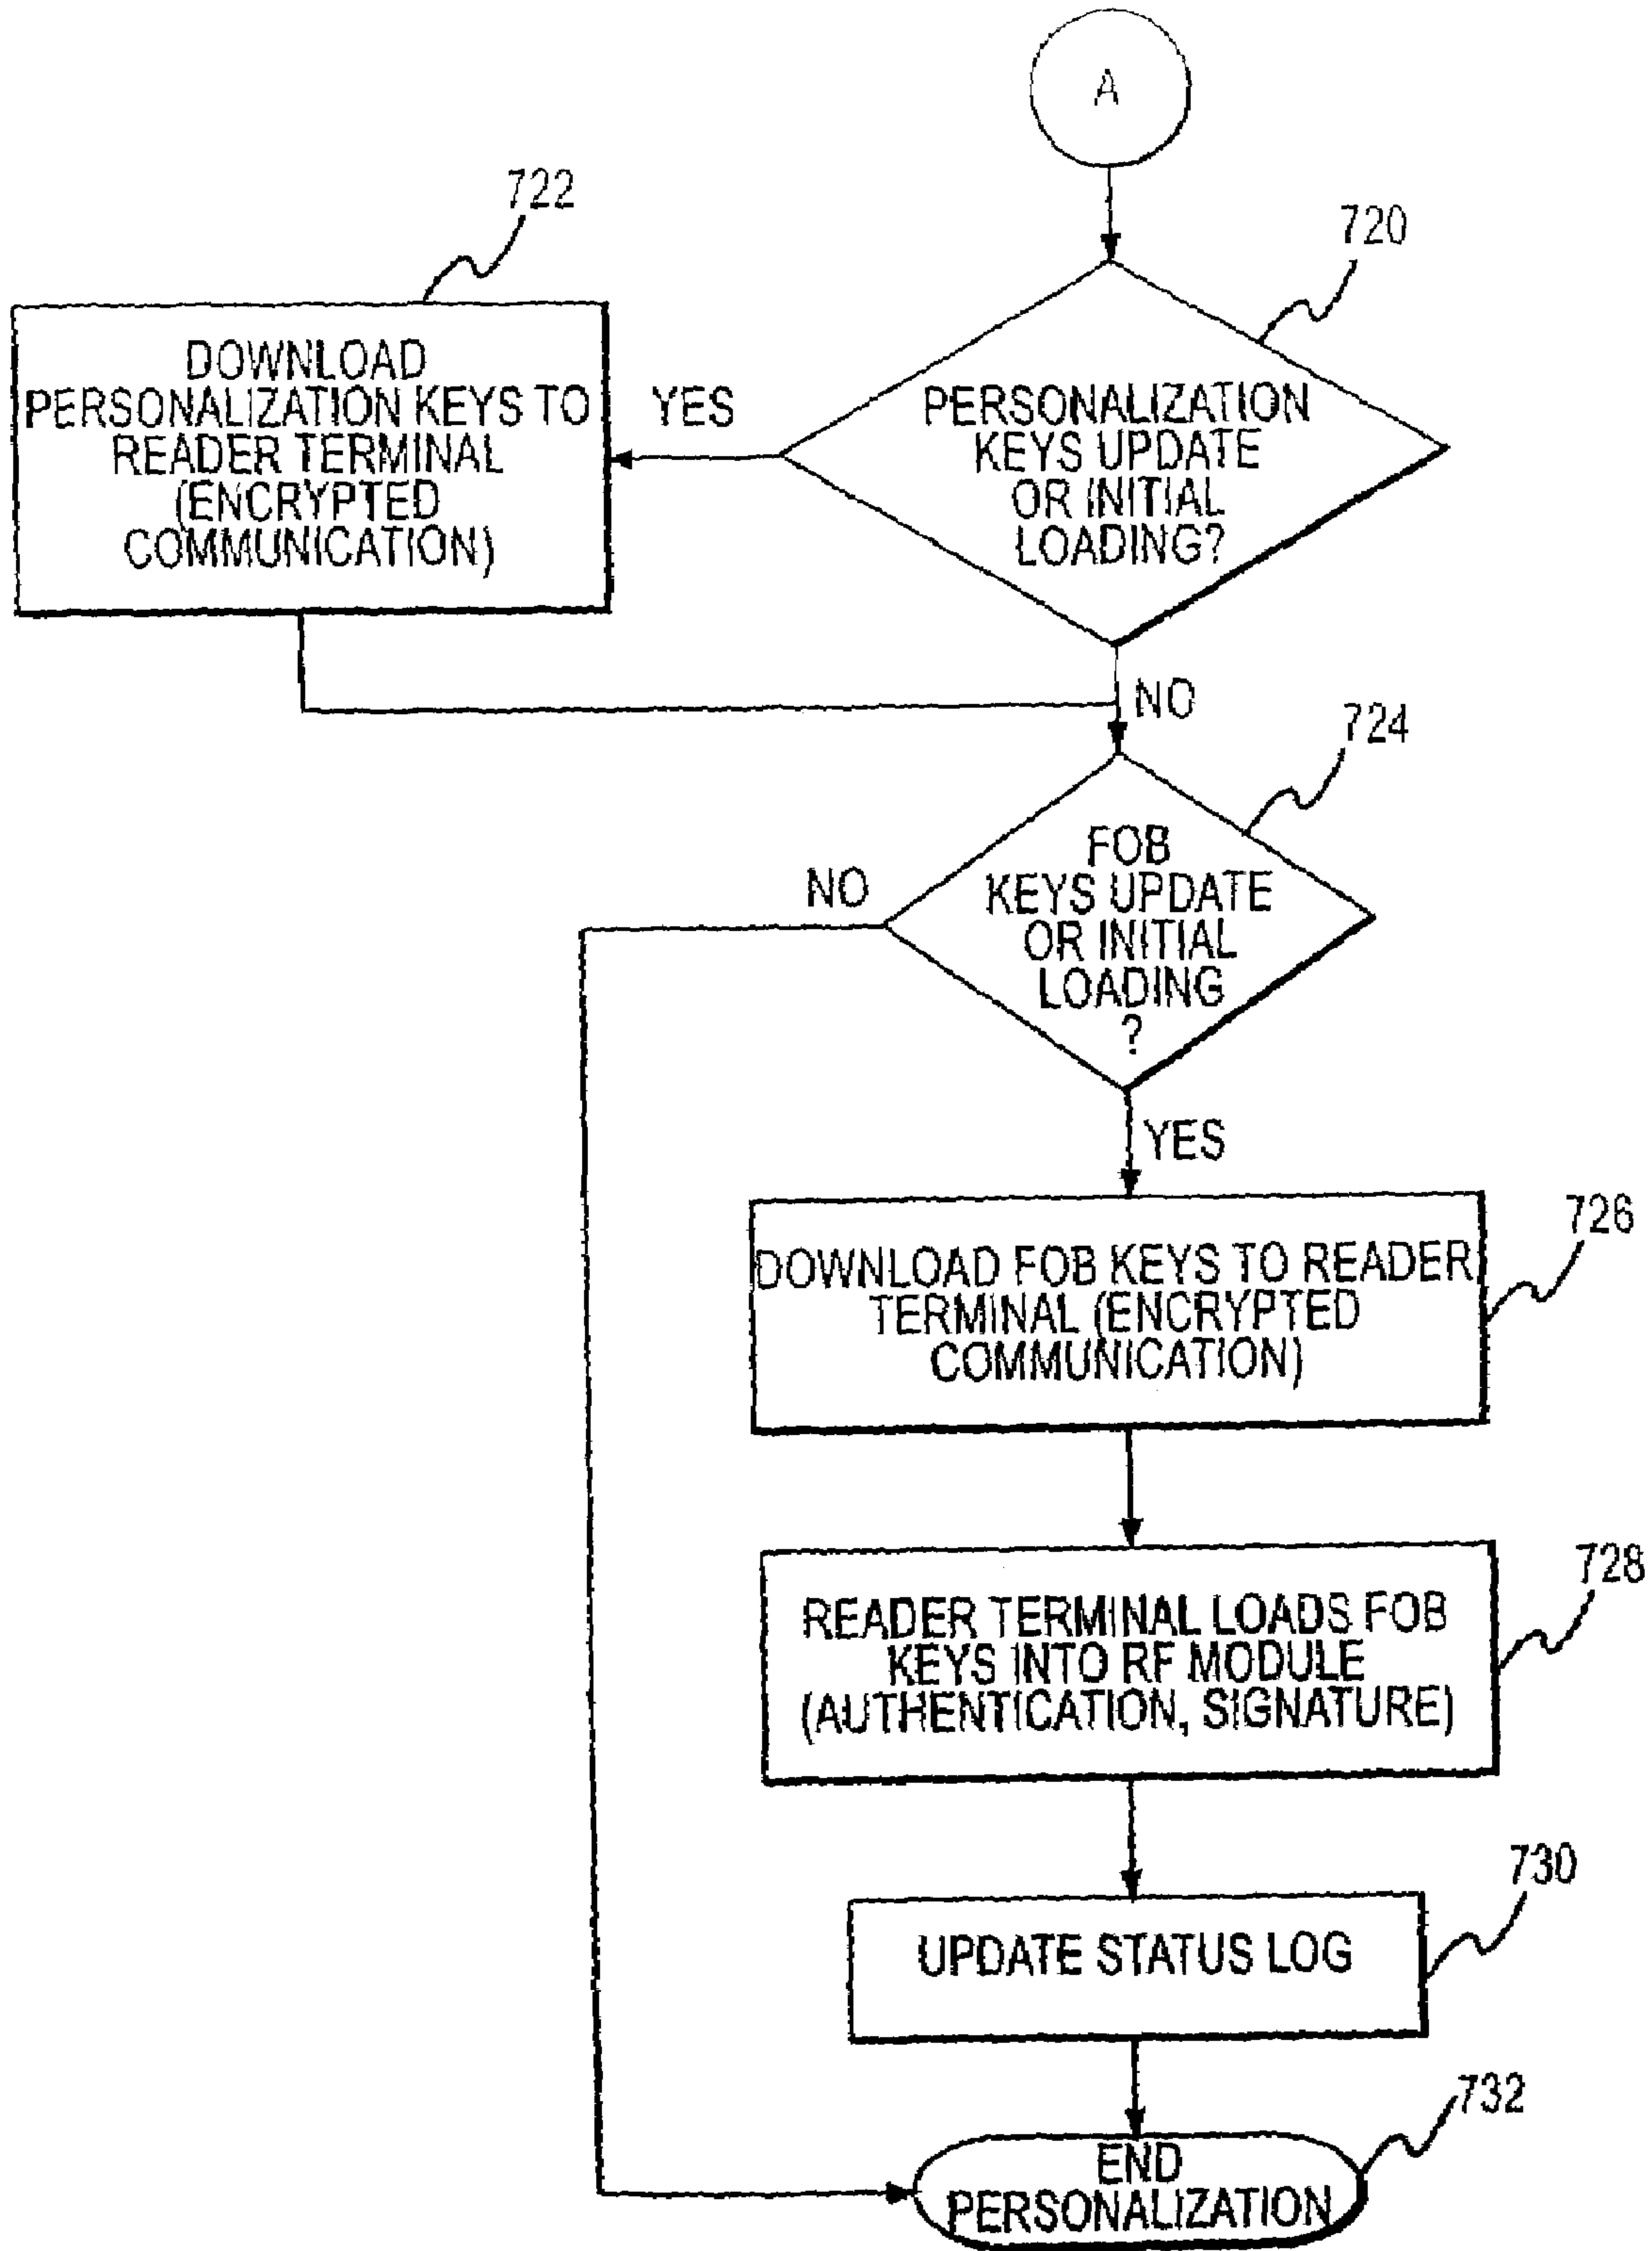 A
722
720
DOWNLOAD
PERSONALIZATION KEYS TO
READER TERMINAL
(ENCRYPTED
COMMUNICATION)
YES
PERSONALIZATION
KEYS UPDATE
OR INITIAL
LOADING?
NO
724
NO
FOB
KEYS UPDATE
OR INITIAL
LOADING
?
YES
726
DOWNLOAD FOB KEYS TO READER
TERMINAL (ENCRYPTED
COMMUNICATION)
728
READER TERMINAL LOADS FOB
KEYS INTO RF MODULE
(AUTHENTICATION, SIGNATURE)
730
UPDATE STATUS LOG
732
END
PERSONALIZATION